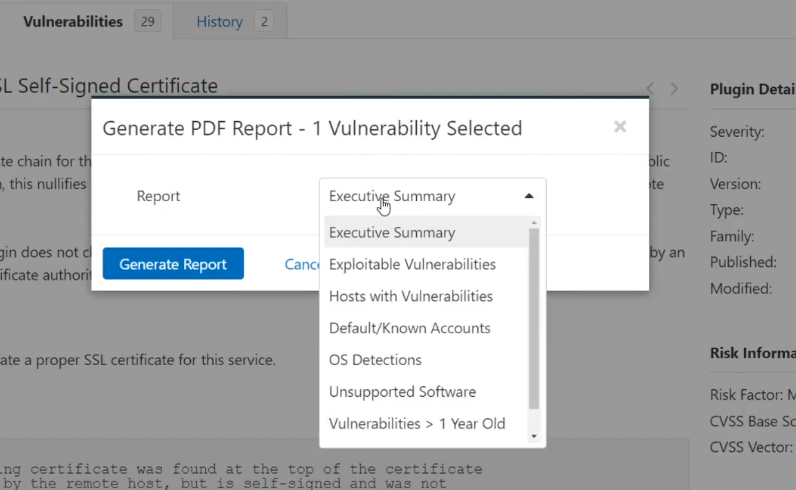 Vulnerabilities 29 History 2
SL Self-Signed Certificate
Plugin Detai
Generate PDF Report - 1 Vulnerability Selected
Severity:
te chain for th
blic
ID:
, this nullifies
te
Version:
Report
Executive Summary
Type:
Executive Summary
Family:
gin does not c
by an
Published:
ificate authori
Generate Report
Cance
Exploitable Vulnerabilities
Modified:
Hosts with Vulnerabilities
Default/Known Accounts
Risk Informa
ate a proper SSL certificate for this service.
OS Detections
Unsupported Software
Risk Factor: M
Vulnerabilities > 1 Year Old
CVSS Base Sc
CVSS Vector:
ing certificate was found at the top of the certificate
by the remote host, but is self-signed and was not